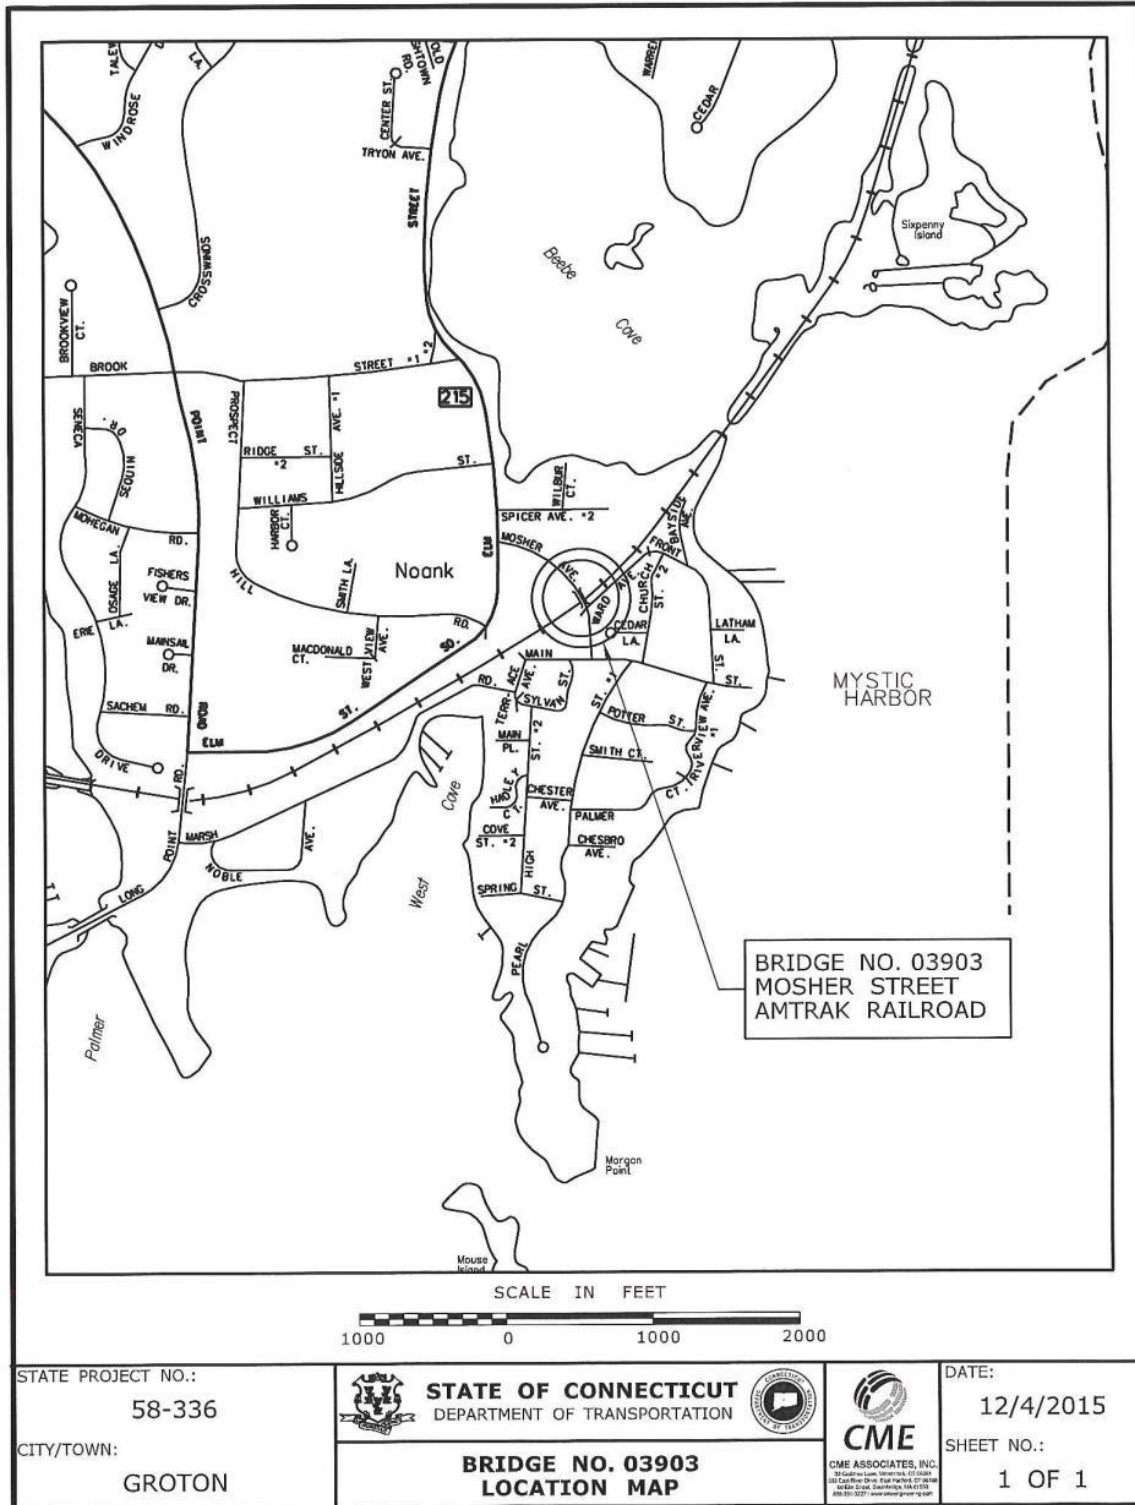 TALEW
WINDROSE
LA.
CENTER ST.
OLD
GHTOWN
RD.
TRYON AVE.
STREET
WARREN
CEDAR
Sixpenny
Island
Beebe
Cove
CROSSWINDS
BROOKVIEW
CT.
BROOK
STREET #1 #2
215
SENECA
DR.
SEQUIN
POINT
PROSPECT
RIDGE ST.
#2
HILLSIDE AVE. #1
WILLIAMS
ST.
HARBOR
CT.
WILBUR
CT.
SPICER AVE. #2
MOHEGAN
RD.
OSAGE LA.
FISHERS
VIEW DR.
ERIE LA.
MAINSAIL
DR.
SACHEM RD.
DRIVE
ROAD
HILL
RD.
SMITH LA.
Noank
MACDONALD
CT.
WEST VIEW
AVE.
ELM
MOSHER
AVE.
WARD AVE.
FRONT
BAYSIDE
AVE.
CHURCH
ST. #2
CEDAR
LA.
LATHAM
LA.
ST.
MAIN
ST.
RD.
TERR-
ACE
AVE.
SYLVAN
ST.
ST. #1
POTTER ST.
RIVERVIEW AVE.
#1
MYSTIC
HARBOR
MAIN
PL.
ST. #2
SMITH CT.
HADLEY
CT.
CHESTER
AVE.
PALMER
CT.
COVE
ST. #2
CHESBRO
AVE.
HIGH
SPRING ST.
PEARL
ELM
ST.
RD.
RD.
POINT
LONG
MARSH
NOBLE
AVE.
West
Cove
Palmer
BRIDGE NO. 03903
MOSHER STREET
AMTRAK RAILROAD
Morgan
Point
Mouse
Island
SCALE IN FEET
1000 0 1000 2000
STATE PROJECT NO.:
58-336
CITY/TOWN:
GROTON
STATE OF CONNECTICUT
DEPARTMENT OF TRANSPORTATION
BRIDGE NO. 03903
LOCATION MAP
CME
CME ASSOCIATES, INC.
DATE:
12/4/2015
SHEET NO.:
1 OF 1